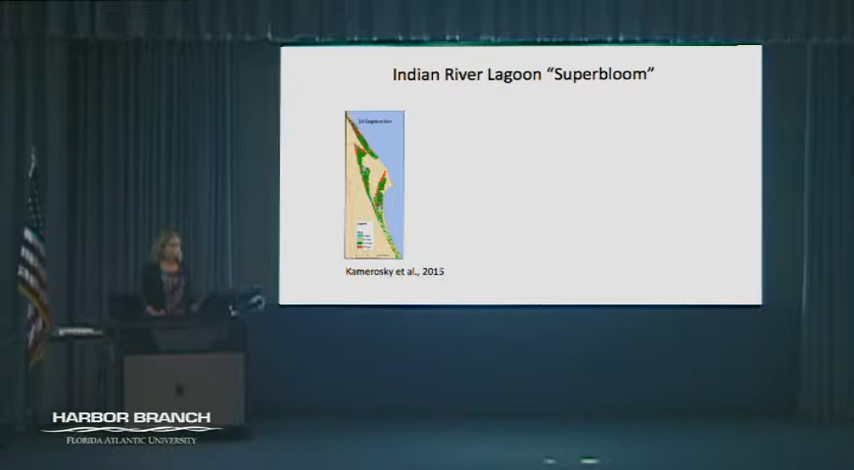 Indian River Lagoon “Superbloom”
Kamerosky et al., 2015
HARBOR BRANCH
FLORIDA ATLANTIC UNIVERSITY